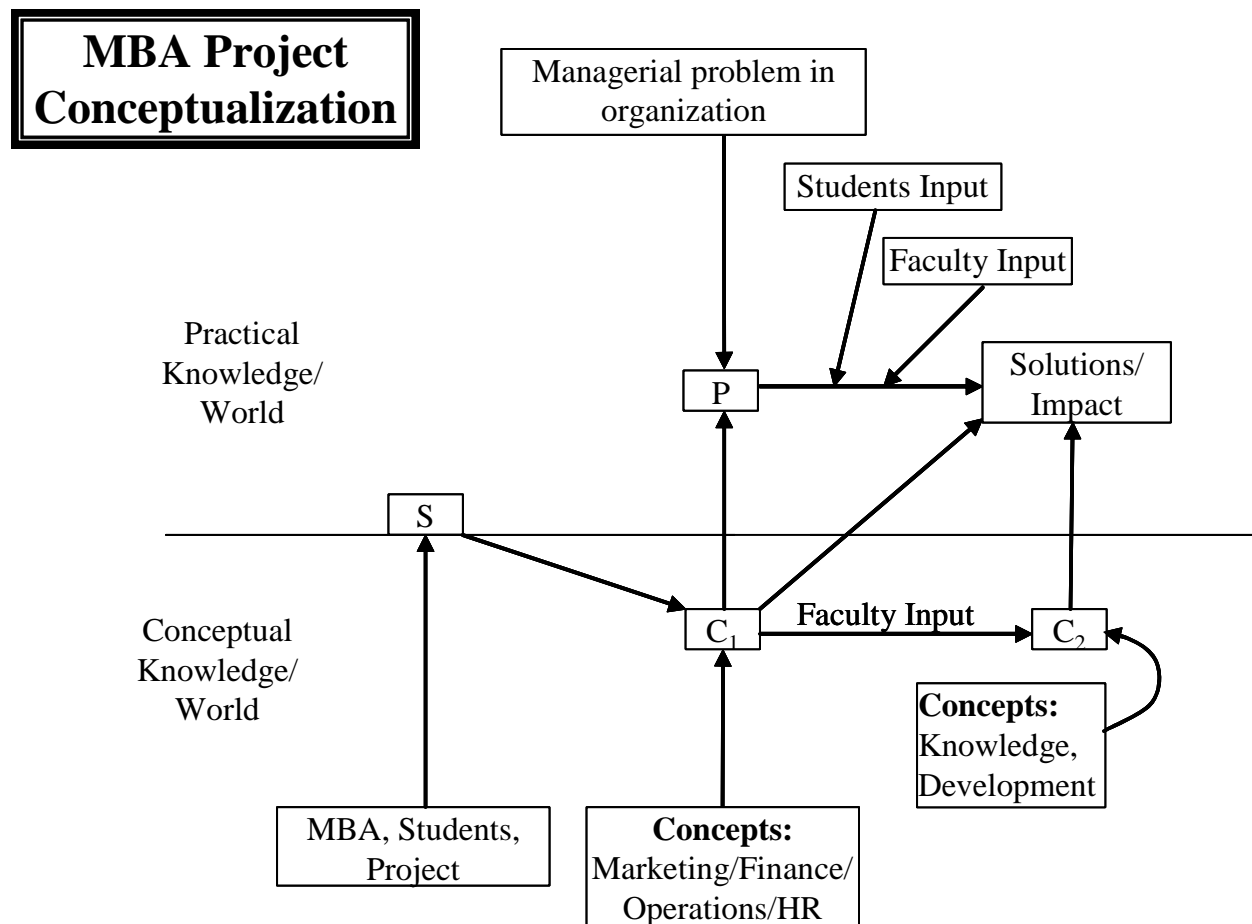 MBA Project
Conceptualization
Managerial problem in
organization
Students Input
Faculty Input
Practical
Knowledge/
World
P
Solutions/
Impact
S
Conceptual
Knowledge/
World
C1
Faculty Input
C2
Concepts:
Knowledge,
Development
MBA, Students,
Project
Concepts:
Marketing/Finance/
Operations/HR